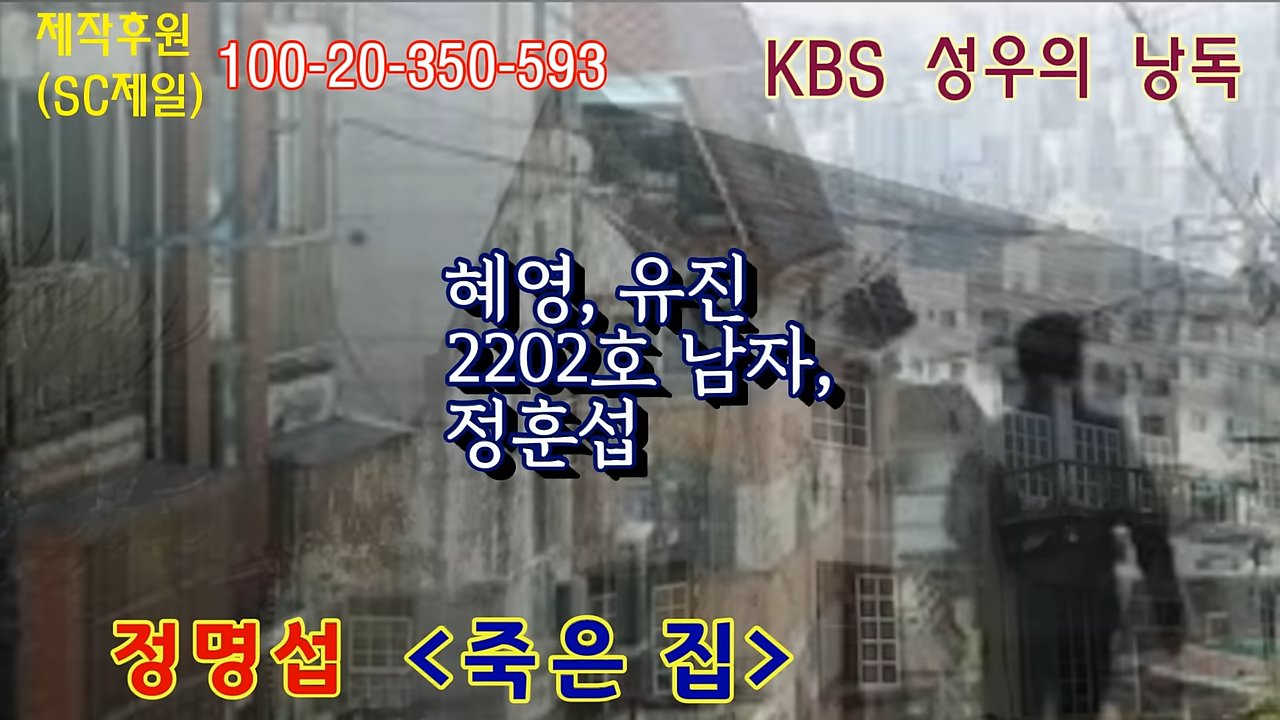 제작후원
(SC제일)
100-20-350-593
KBS 성우의 낭독
혜영, 유진
2202호 남자,
정훈섭
정명섭 <죽은 집>